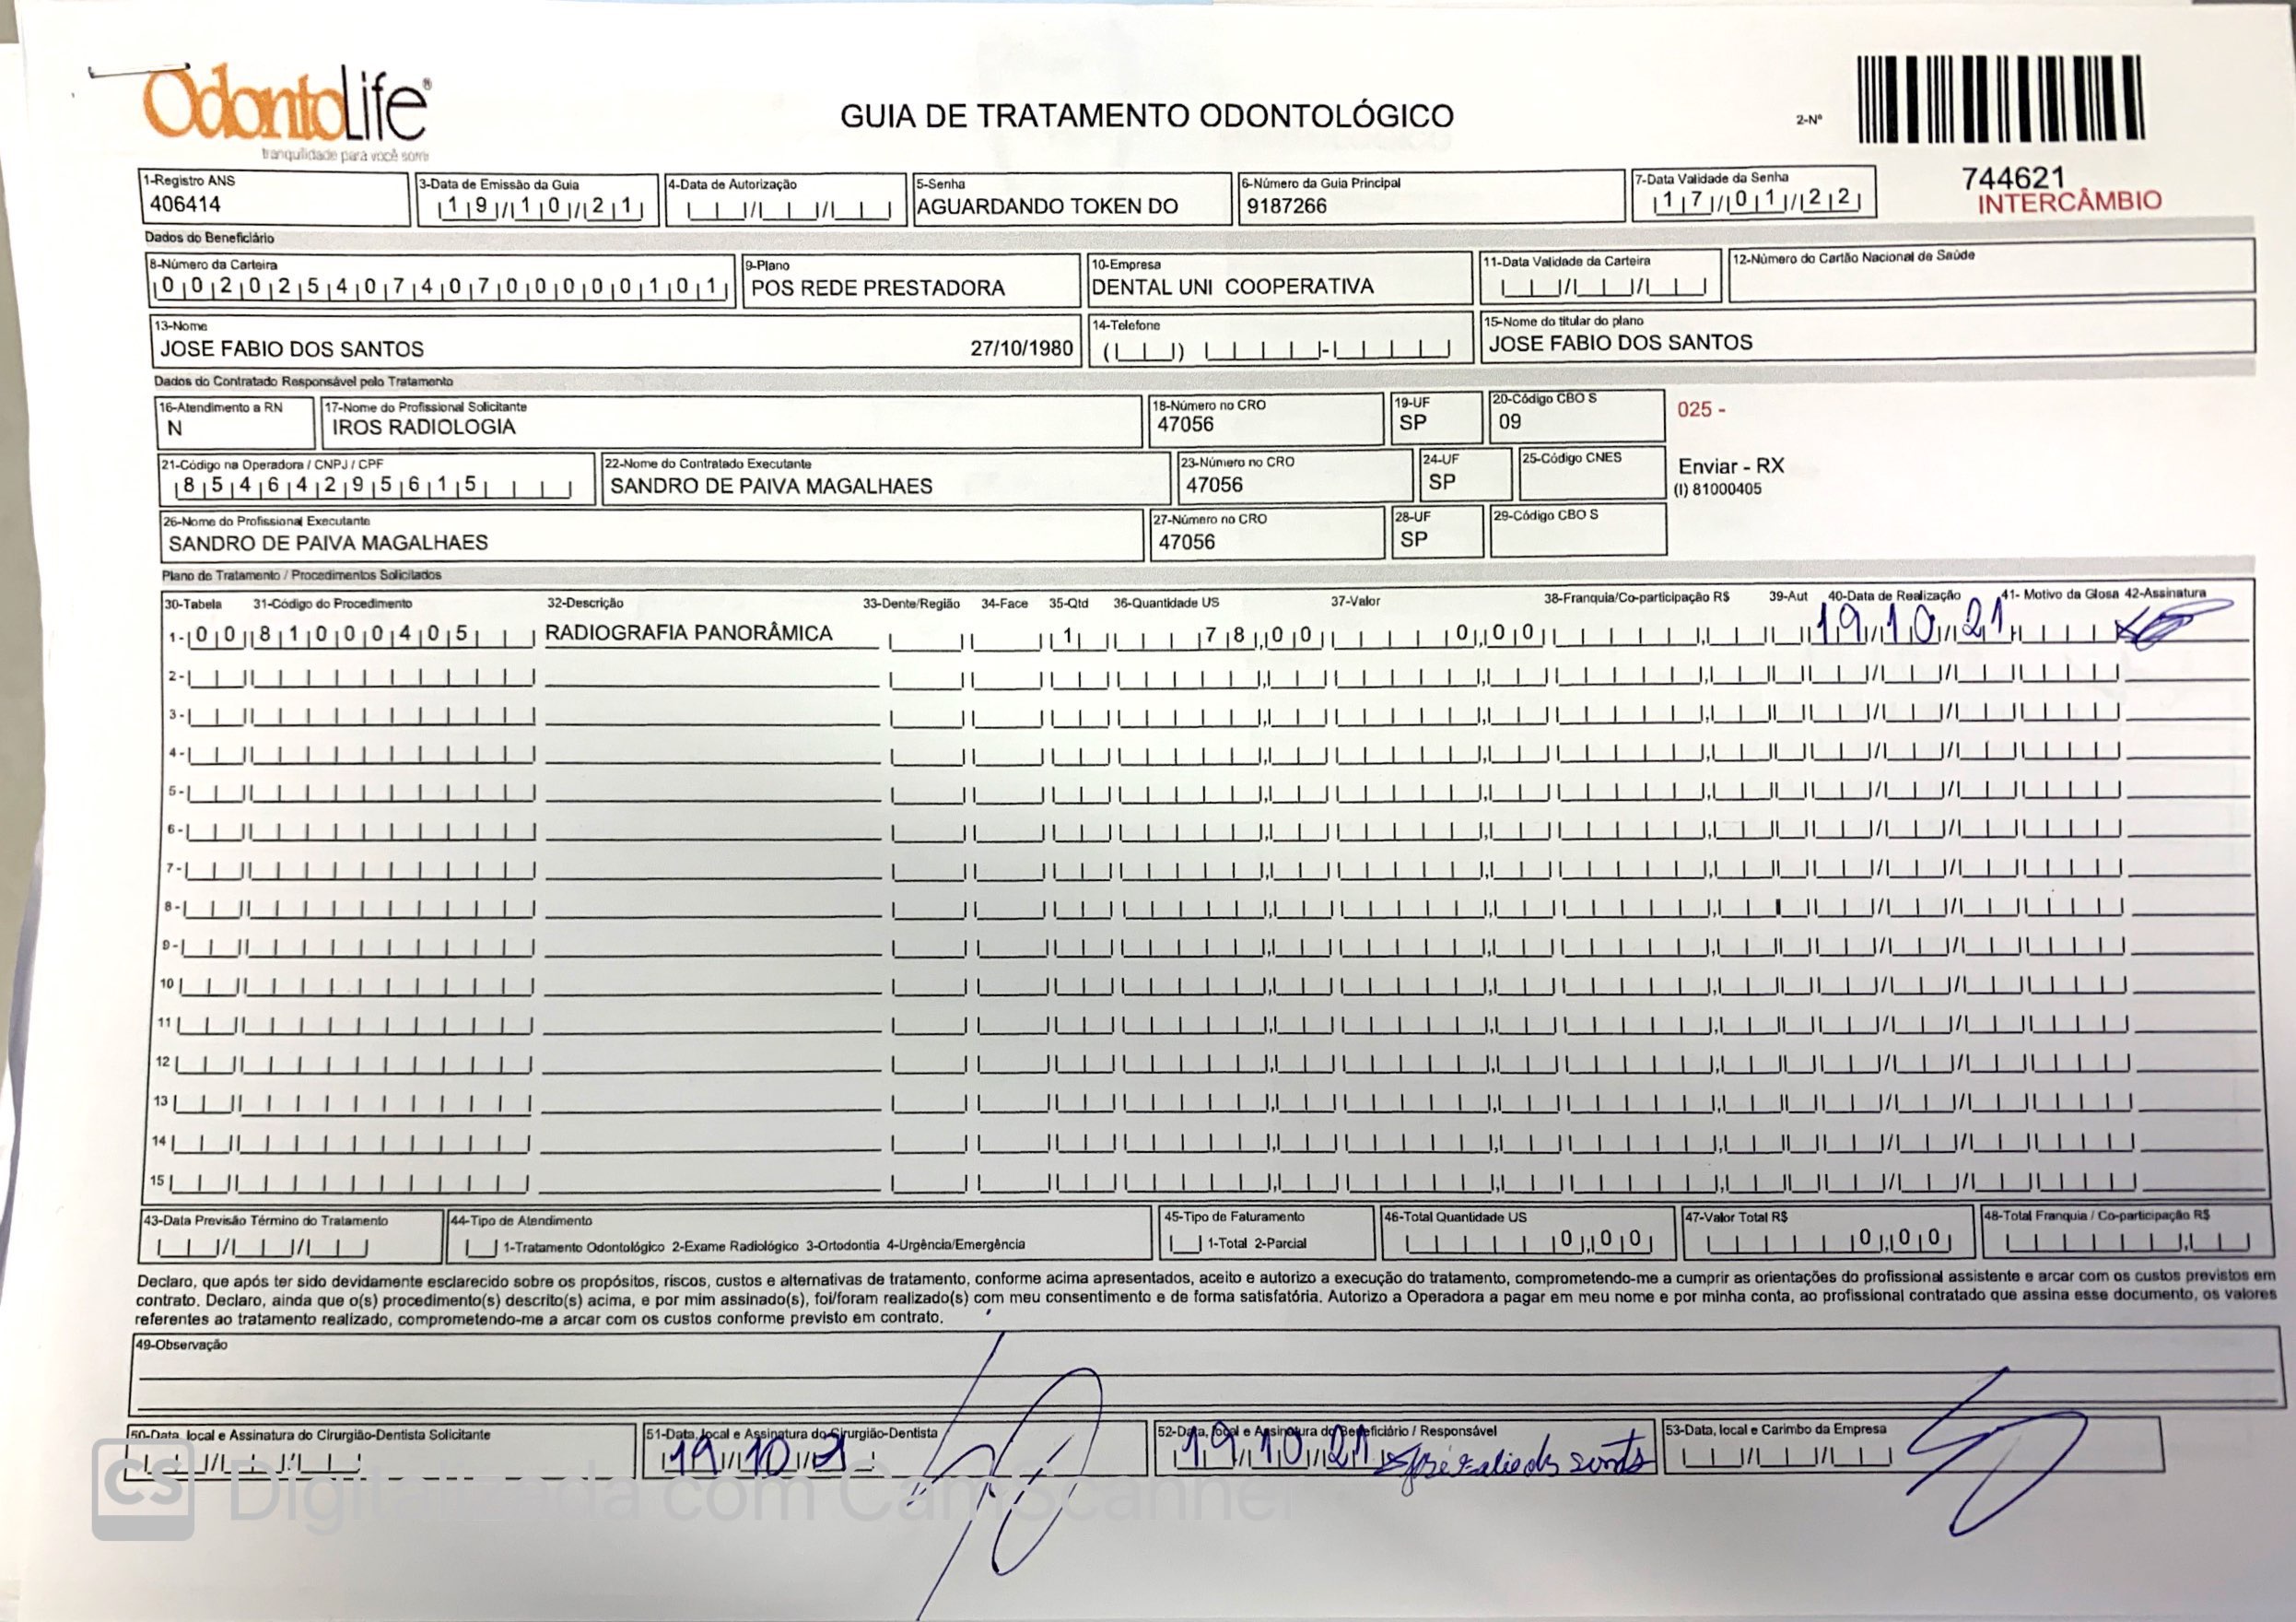 OdontoLife®
tranquilidade para você sorrir
GUIA DE TRATAMENTO ODONTOLÓGICO
2-Nº
744621
INTERCÂMBIO
1-Registro ANS
406414
3-Data de Emissão da Guia
19/10/21
4-Data de Autorização
5-Senha
AGUARDANDO TOKEN DO
6-Número da Guia Principal
9187266
7-Data Validade da Senha
17/01/22
Dados do Beneficiário
8-Número da Carteira
00202540740700000101
9-Plano
POS REDE PRESTADORA
10-Empresa
DENTAL UNI COOPERATIVA
11-Data Validade da Carteira
12-Número do Cartão Nacional de Saúde
13-Nome
JOSE FABIO DOS SANTOS 27/10/1980
14-Telefone
15-Nome do titular do plano
JOSE FABIO DOS SANTOS
Dados do Contratado Responsável pelo Tratamento
16-Atendimento a RN
N
17-Nome do Profissional Solicitante
IROS RADIOLOGIA
18-Número no CRO
47056
19-UF
SP
20-Código CBO S
09
025 -
21-Código na Operadora / CNPJ / CPF
85464295615
22-Nome do Contratado Executante
SANDRO DE PAIVA MAGALHAES
23-Número no CRO
47056
24-UF
SP
25-Código CNES
Enviar - RX
(I) 81000405
26-Nome do Profissional Executante
SANDRO DE PAIVA MAGALHAES
27-Número no CRO
47056
28-UF
SP
29-Código CBO S
Plano de Tratamento / Procedimentos Solicitados
30-Tabela 31-Código do Procedimento 32-Descrição 33-Dente/Região 34-Face 35-Qtd 36-Quantidade US 37-Valor 38-Franquia/Co-participação R$ 39-Aut 40-Data de Realização 41- Motivo da Glosa 42-Assinatura
1- 00 81000405 RADIOGRAFIA PANORÂMICA 1 78,00 0,00 19/10/21
2-
3-
4-
5-
6-
7-
8-
9-
10
11
12
13
14
15
43-Data Previsão Término do Tratamento
44-Tipo de Atendimento
1-Tratamento Odontológico 2-Exame Radiológico 3-Ortodontia 4-Urgência/Emergência
45-Tipo de Faturamento
1-Total 2-Parcial
46-Total Quantidade US
0,00
47-Valor Total R$
0,00
48-Total Franquia / Co-participação R$
Declaro, que após ter sido devidamente esclarecido sobre os propósitos, riscos, custos e alternativas de tratamento, conforme acima apresentados, aceito e autorizo a execução do tratamento, comprometendo-me a cumprir as orientações do profissional assistente e arcar com os custos previstos em
contrato. Declaro, ainda que o(s) procedimento(s) descrito(s) acima, e por mim assinado(s), foi/foram realizado(s) com meu consentimento e de forma satisfatória. Autorizo a Operadora a pagar em meu nome e por minha conta, ao profissional contratado que assina esse documento, os valores
referentes ao tratamento realizado, comprometendo-me a arcar com os custos conforme previsto em contrato.
49-Observação
50-Data, local e Assinatura do Cirurgião-Dentista Solicitante
51-Data, local e Assinatura do Cirurgião-Dentista
19/10/21
52-Data, local e Assinatura do Beneficiário / Responsável
19/10/21 José Fabio dos Santos
53-Data, local e Carimbo da Empresa
CS Digitalizada com CamScanner